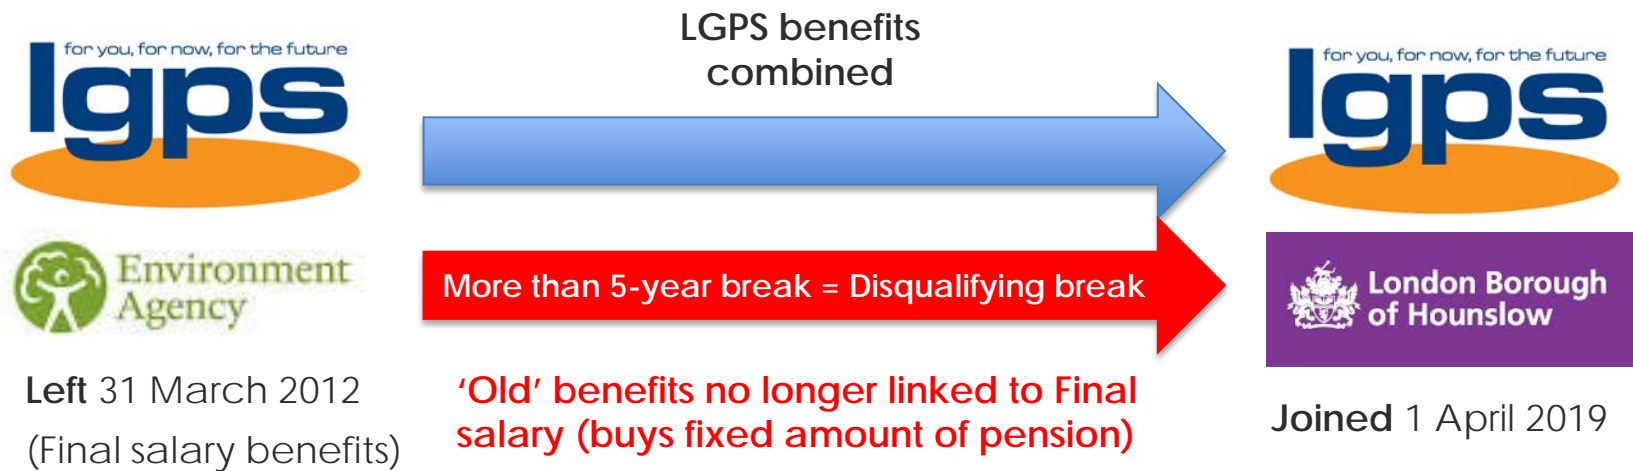 for you, for now, for the future
lgps
LGPS benefits
combined
for you, for now, for the future
lgps
Environment
Agency
More than 5-year break = Disqualifying break
London Borough
of Hounslow
Left 31 March 2012
(Final salary benefits)
‘Old’ benefits no longer linked to Final
salary (buys fixed amount of pension)
Joined 1 April 2019